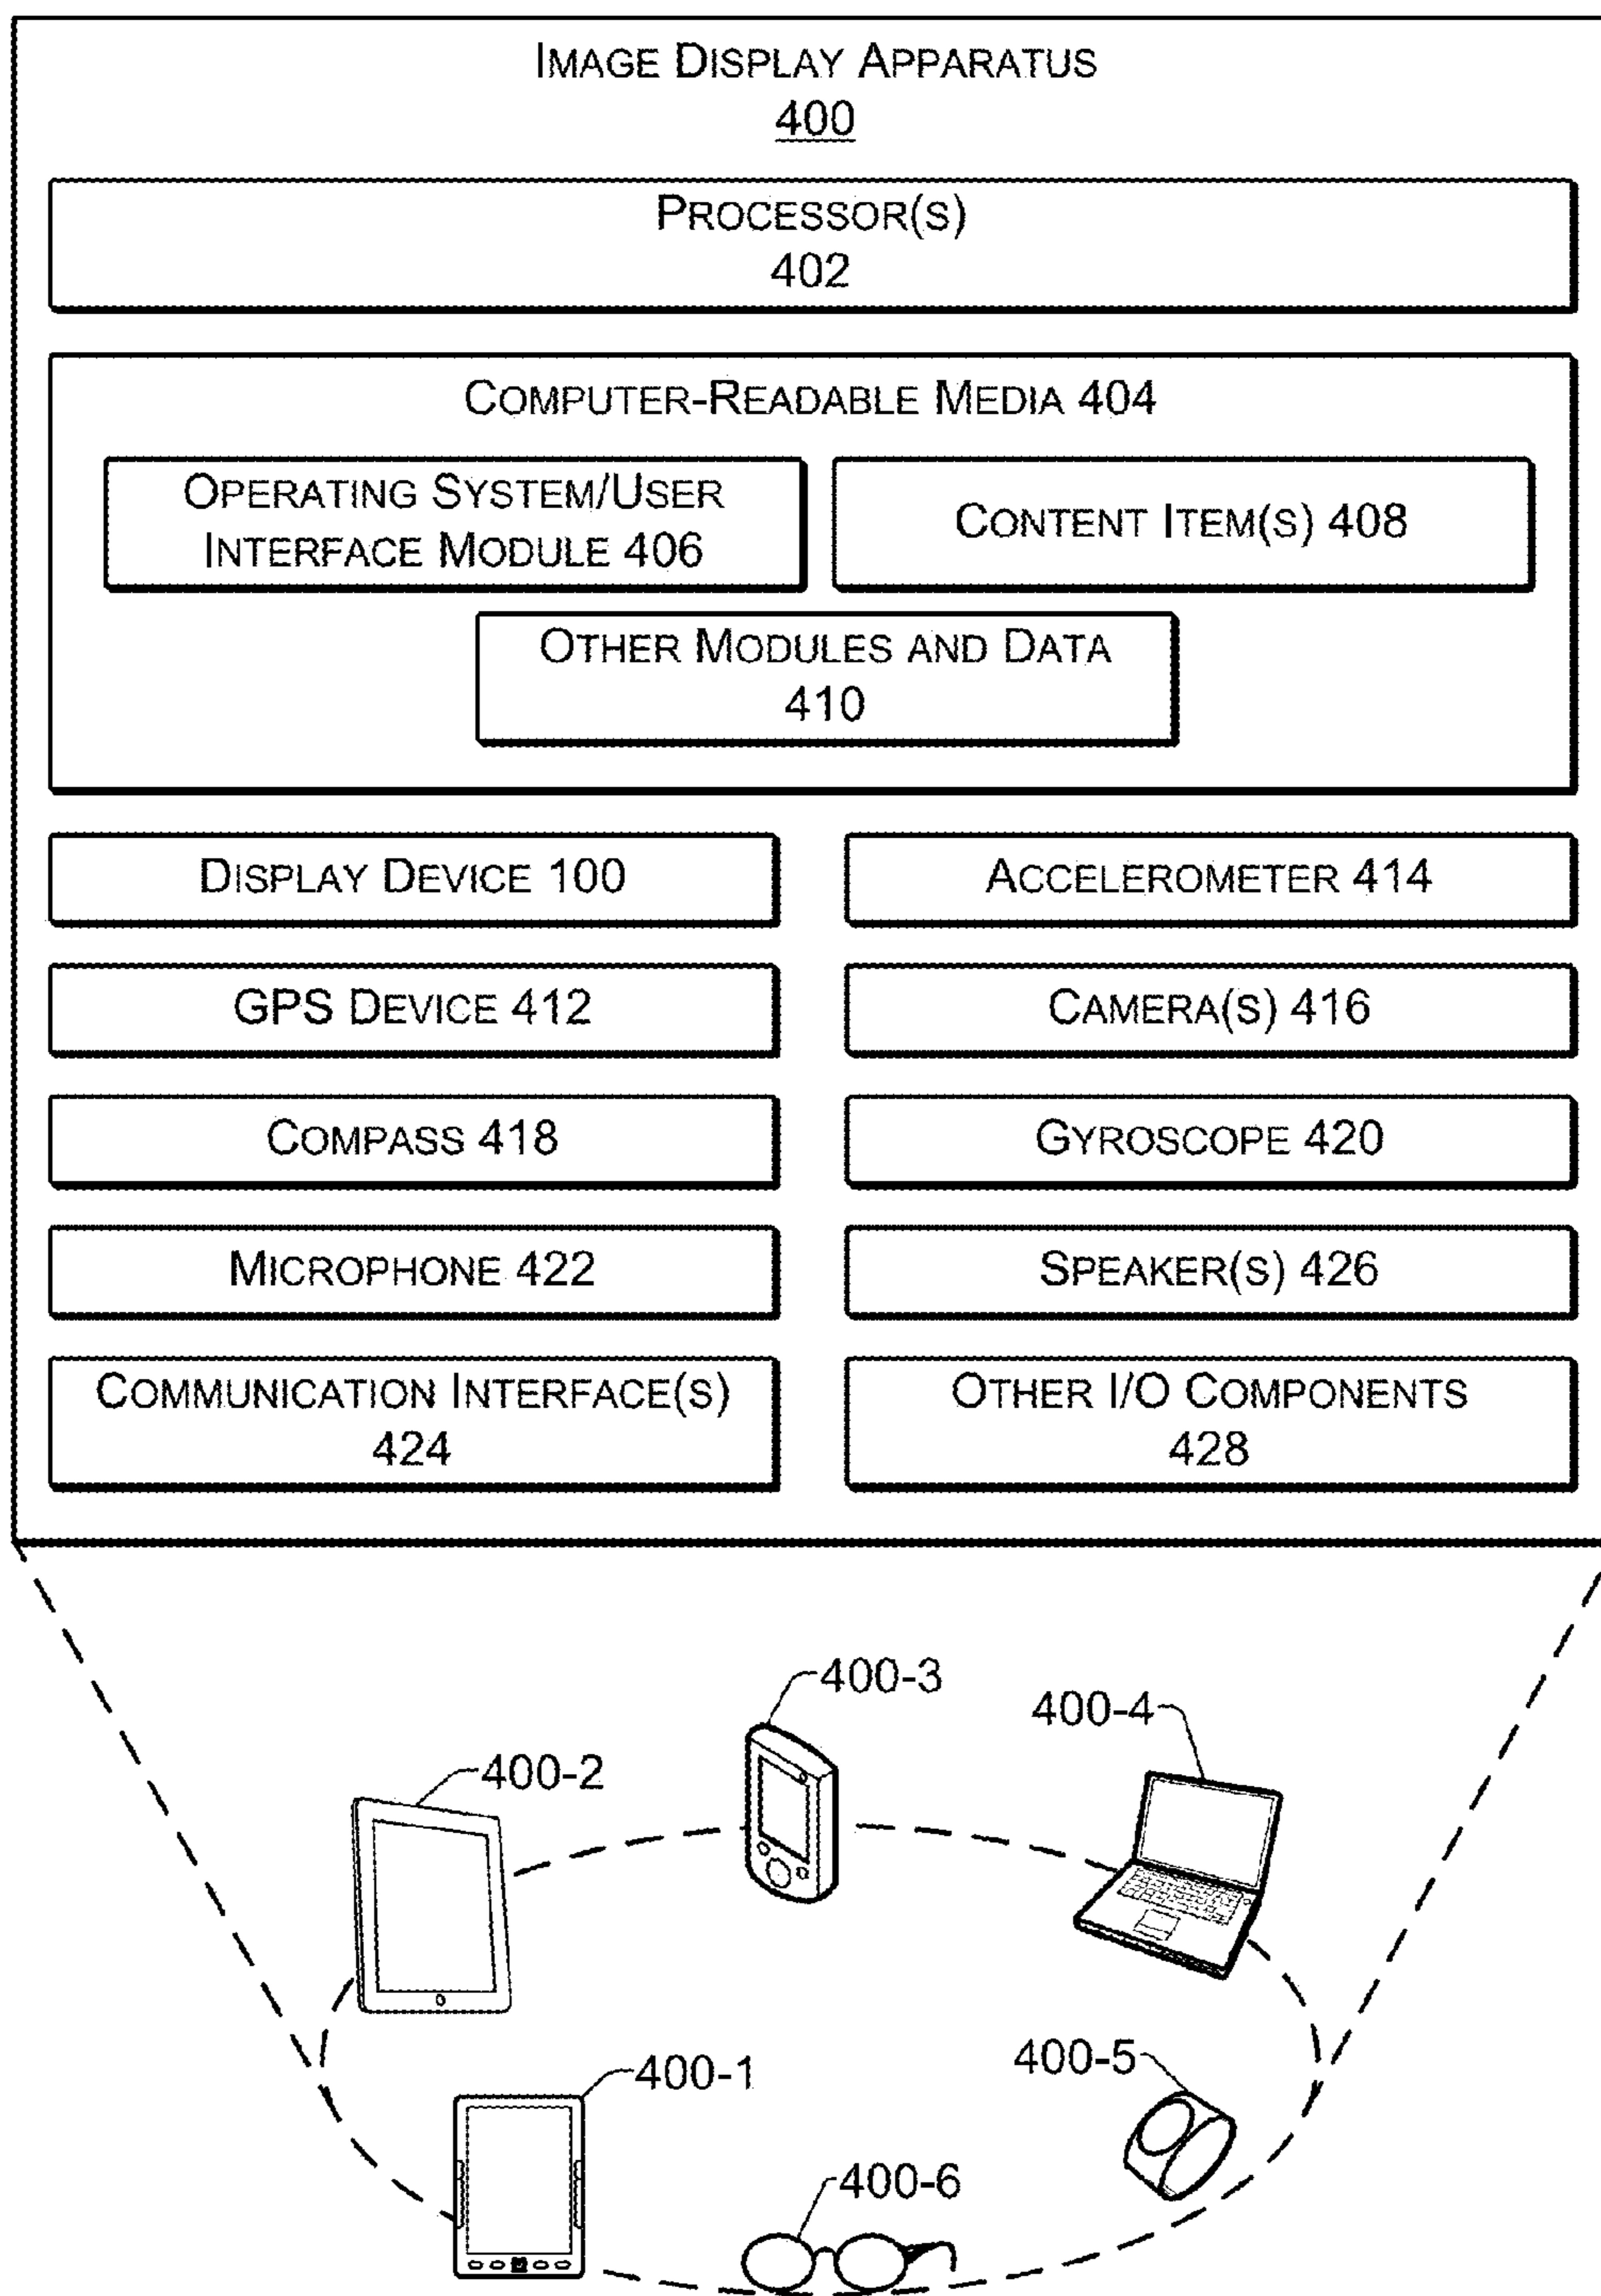 IMAGE DISPLAY APPARATUS
400
PROCESSOR(S)
402
COMPUTER-READABLE MEDIA 404
OPERATING SYSTEM/USER
INTERFACE MODULE 406
CONTENT ITEM(S) 408
OTHER MODULES AND DATA
410
DISPLAY DEVICE 100
ACCELEROMETER 414
GPS DEVICE 412
CAMERA(S) 416
COMPASS 418
GYROSCOPE 420
MICROPHONE 422
SPEAKER(S) 426
COMMUNICATION INTERFACE(S)
424
OTHER I/O COMPONENTS
428
400-3
400-4
400-2
400-5
400-1
400-6